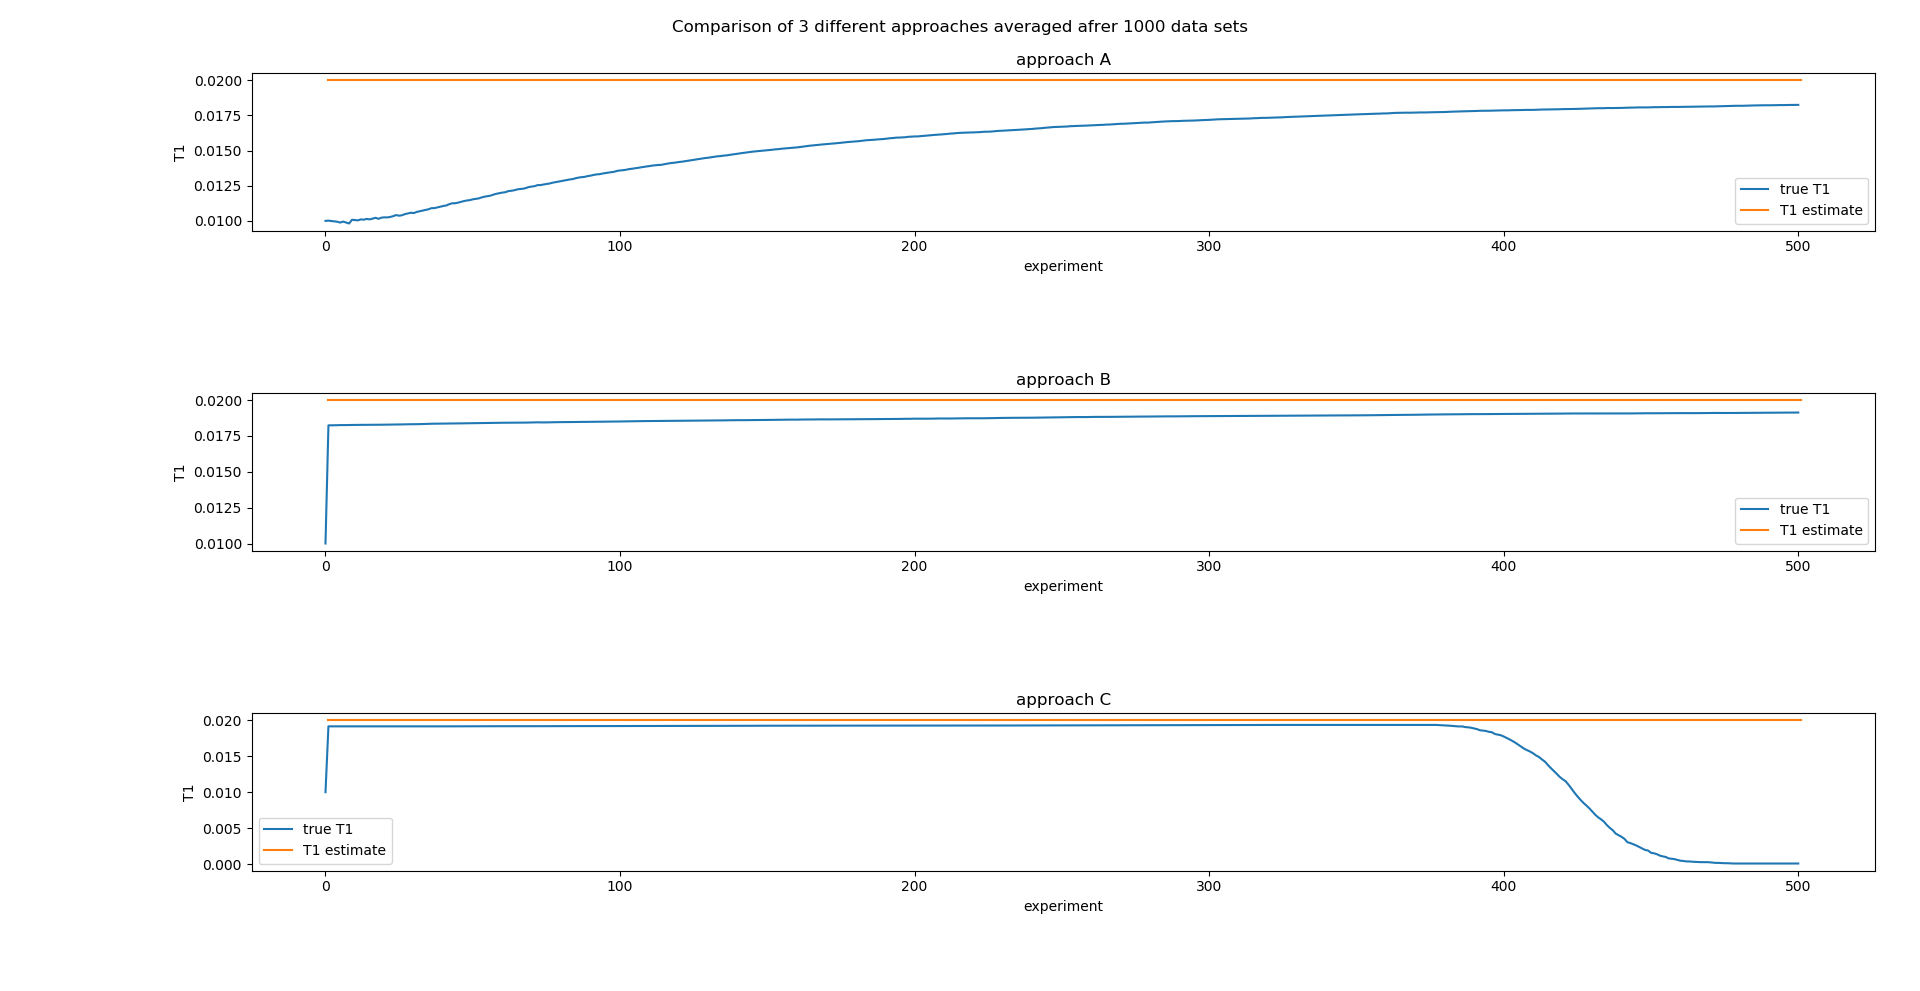 Comparison of 3 different approaches averaged afrer 1000 data sets
approach A
0.0200
0.0175
0.0150
0.0125
0.0100
T1
true T1
T1 estimate
0 100 200 300 400 500
experiment
approach B
0.0200
0.0175
0.0150
0.0125
0.0100
T1
true T1
T1 estimate
0 100 200 300 400 500
experiment
approach C
0.020
0.015
0.010
0.005
0.000
T1
true T1
T1 estimate
0 100 200 300 400 500
experiment